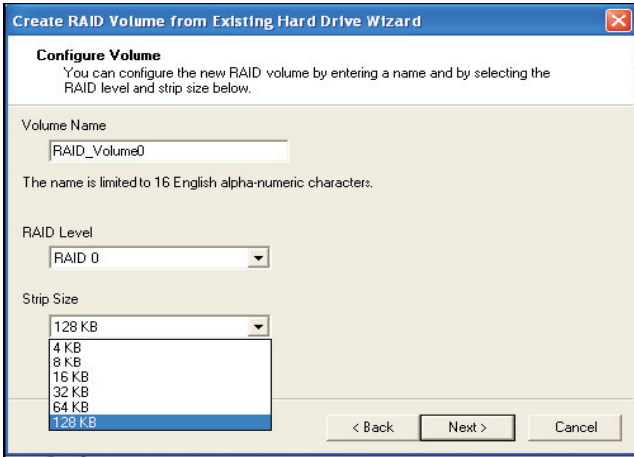 Create RAID Volume from Existing Hard Drive Wizard
Configure Volume
You can configure the new RAID volume by entering a name and by selecting the
RAID level and strip size below.
Volume Name
RAID_Volume0
The name is limited to 16 English alpha-numeric characters.
RAID Level
RAID 0
Strip Size
128 KB
4 KB
8 KB
16 KB
32 KB
64 KB
128 KB
< Back
Next >
Cancel